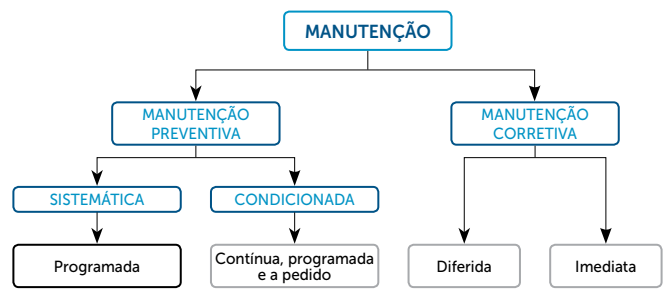 MANUTENÇÃO
MANUTENÇÃO
PREVENTIVA
MANUTENÇÃO
CORRETIVA
SISTEMÁTICA
CONDICIONADA
Programada
Contínua, programada
e a pedido
Diferida
Imediata